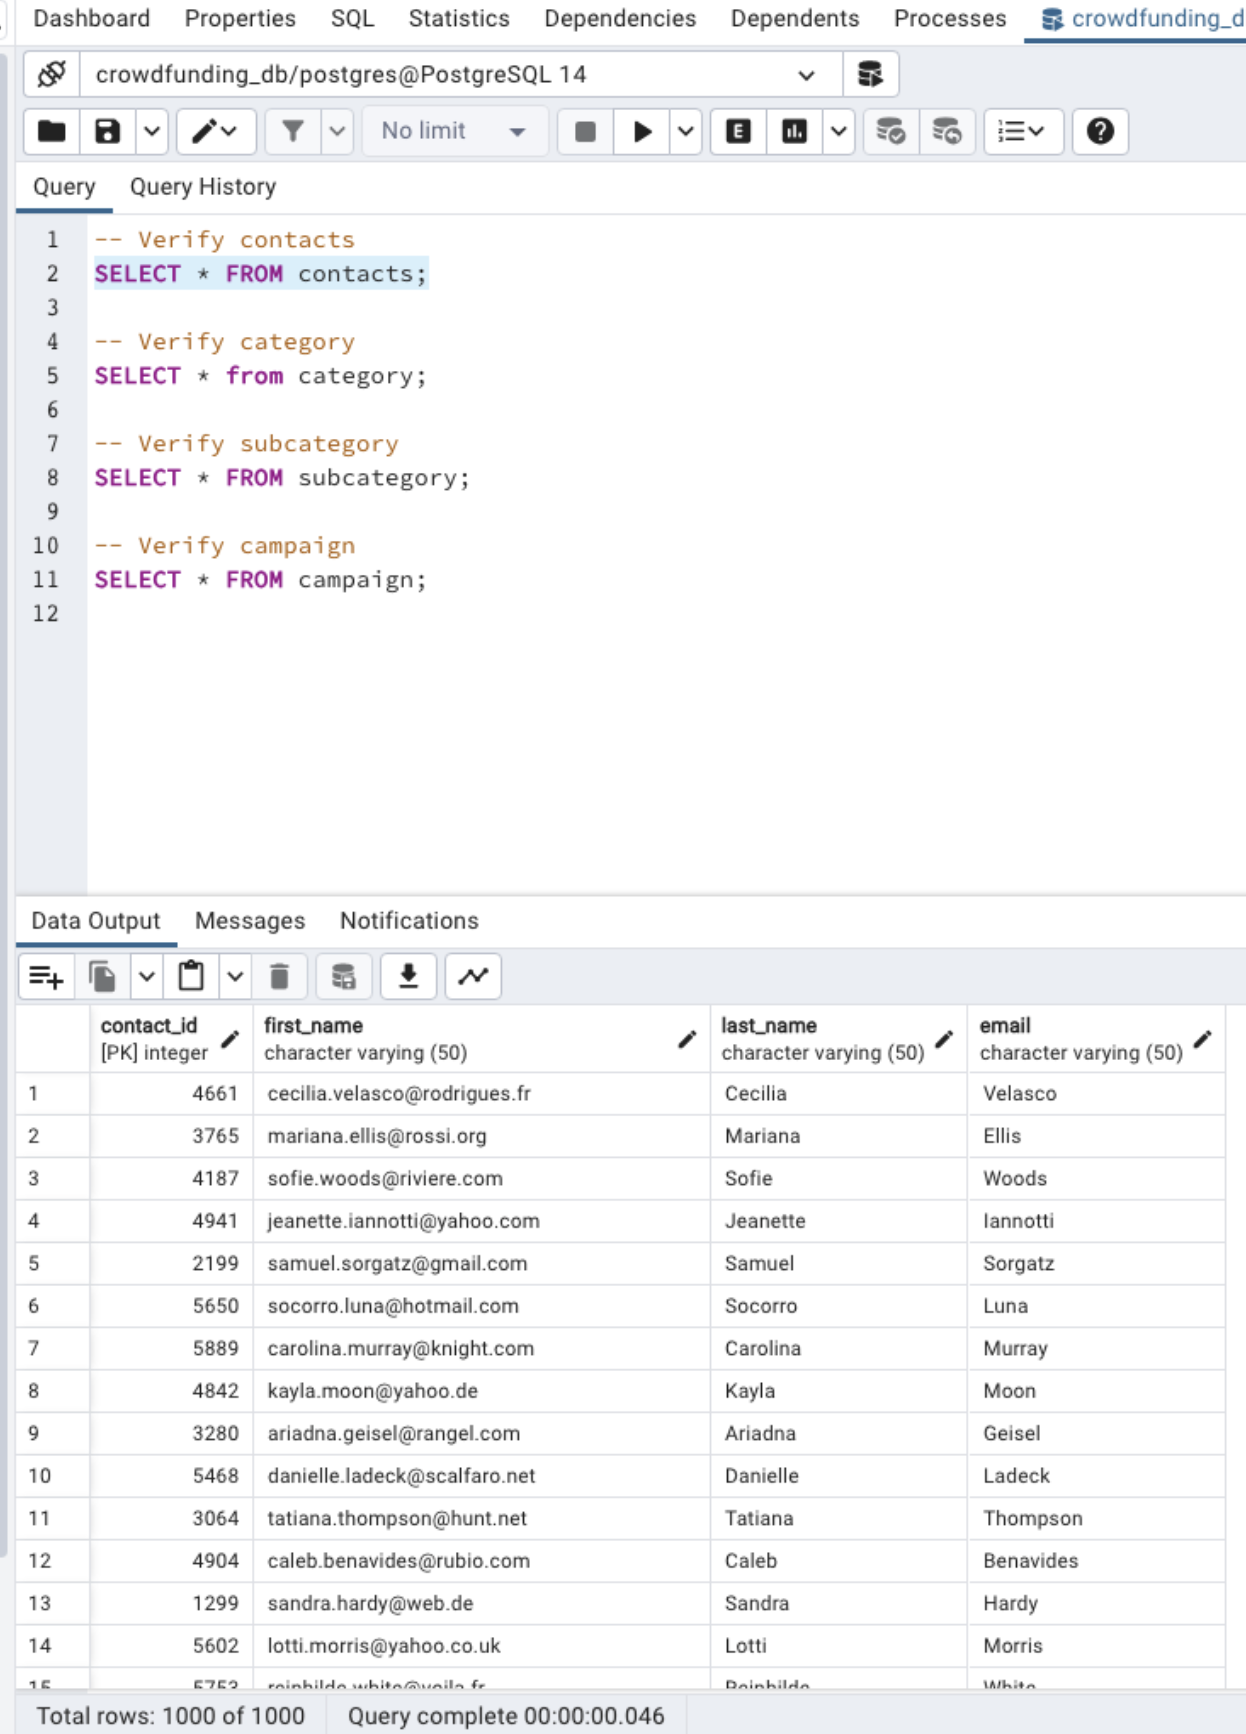 Dashboard Properties SQL Statistics Dependencies Dependents Processes crowdfunding_d
crowdfunding_db/postgres@PostgreSQL 14
No limit
Query Query History
1 -- Verify contacts
2 SELECT * FROM contacts;
3
4 -- Verify category
5 SELECT * from category;
6
7 -- Verify subcategory
8 SELECT * FROM subcategory;
9
10 -- Verify campaign
11 SELECT * FROM campaign;
12
Data Output Messages Notifications
contact_id first_name last_name email
[PK] integer character varying (50) character varying (50) character varying (50)
1 4661 cecilia.velasco@rodrigues.fr Cecilia Velasco
2 3765 mariana.ellis@rossi.org Mariana Ellis
3 4187 sofie.woods@riviere.com Sofie Woods
4 4941 jeanette.iannotti@yahoo.com Jeanette Iannotti
5 2199 samuel.sorgatz@gmail.com Samuel Sorgatz
6 5650 socorro.luna@hotmail.com Socorro Luna
7 5889 carolina.murray@knight.com Carolina Murray
8 4842 kayla.moon@yahoo.de Kayla Moon
9 3280 ariadna.geisel@rangel.com Ariadna Geisel
10 5468 danielle.ladeck@scalfaro.net Danielle Ladeck
11 3064 tatiana.thompson@hunt.net Tatiana Thompson
12 4904 caleb.benavides@rubio.com Caleb Benavides
13 1299 sandra.hardy@web.de Sandra Hardy
14 5602 lotti.morris@yahoo.co.uk Lotti Morris
15 5753 reinhilde.white@voila.fr Reinhilde White
Total rows: 1000 of 1000 Query complete 00:00:00.046